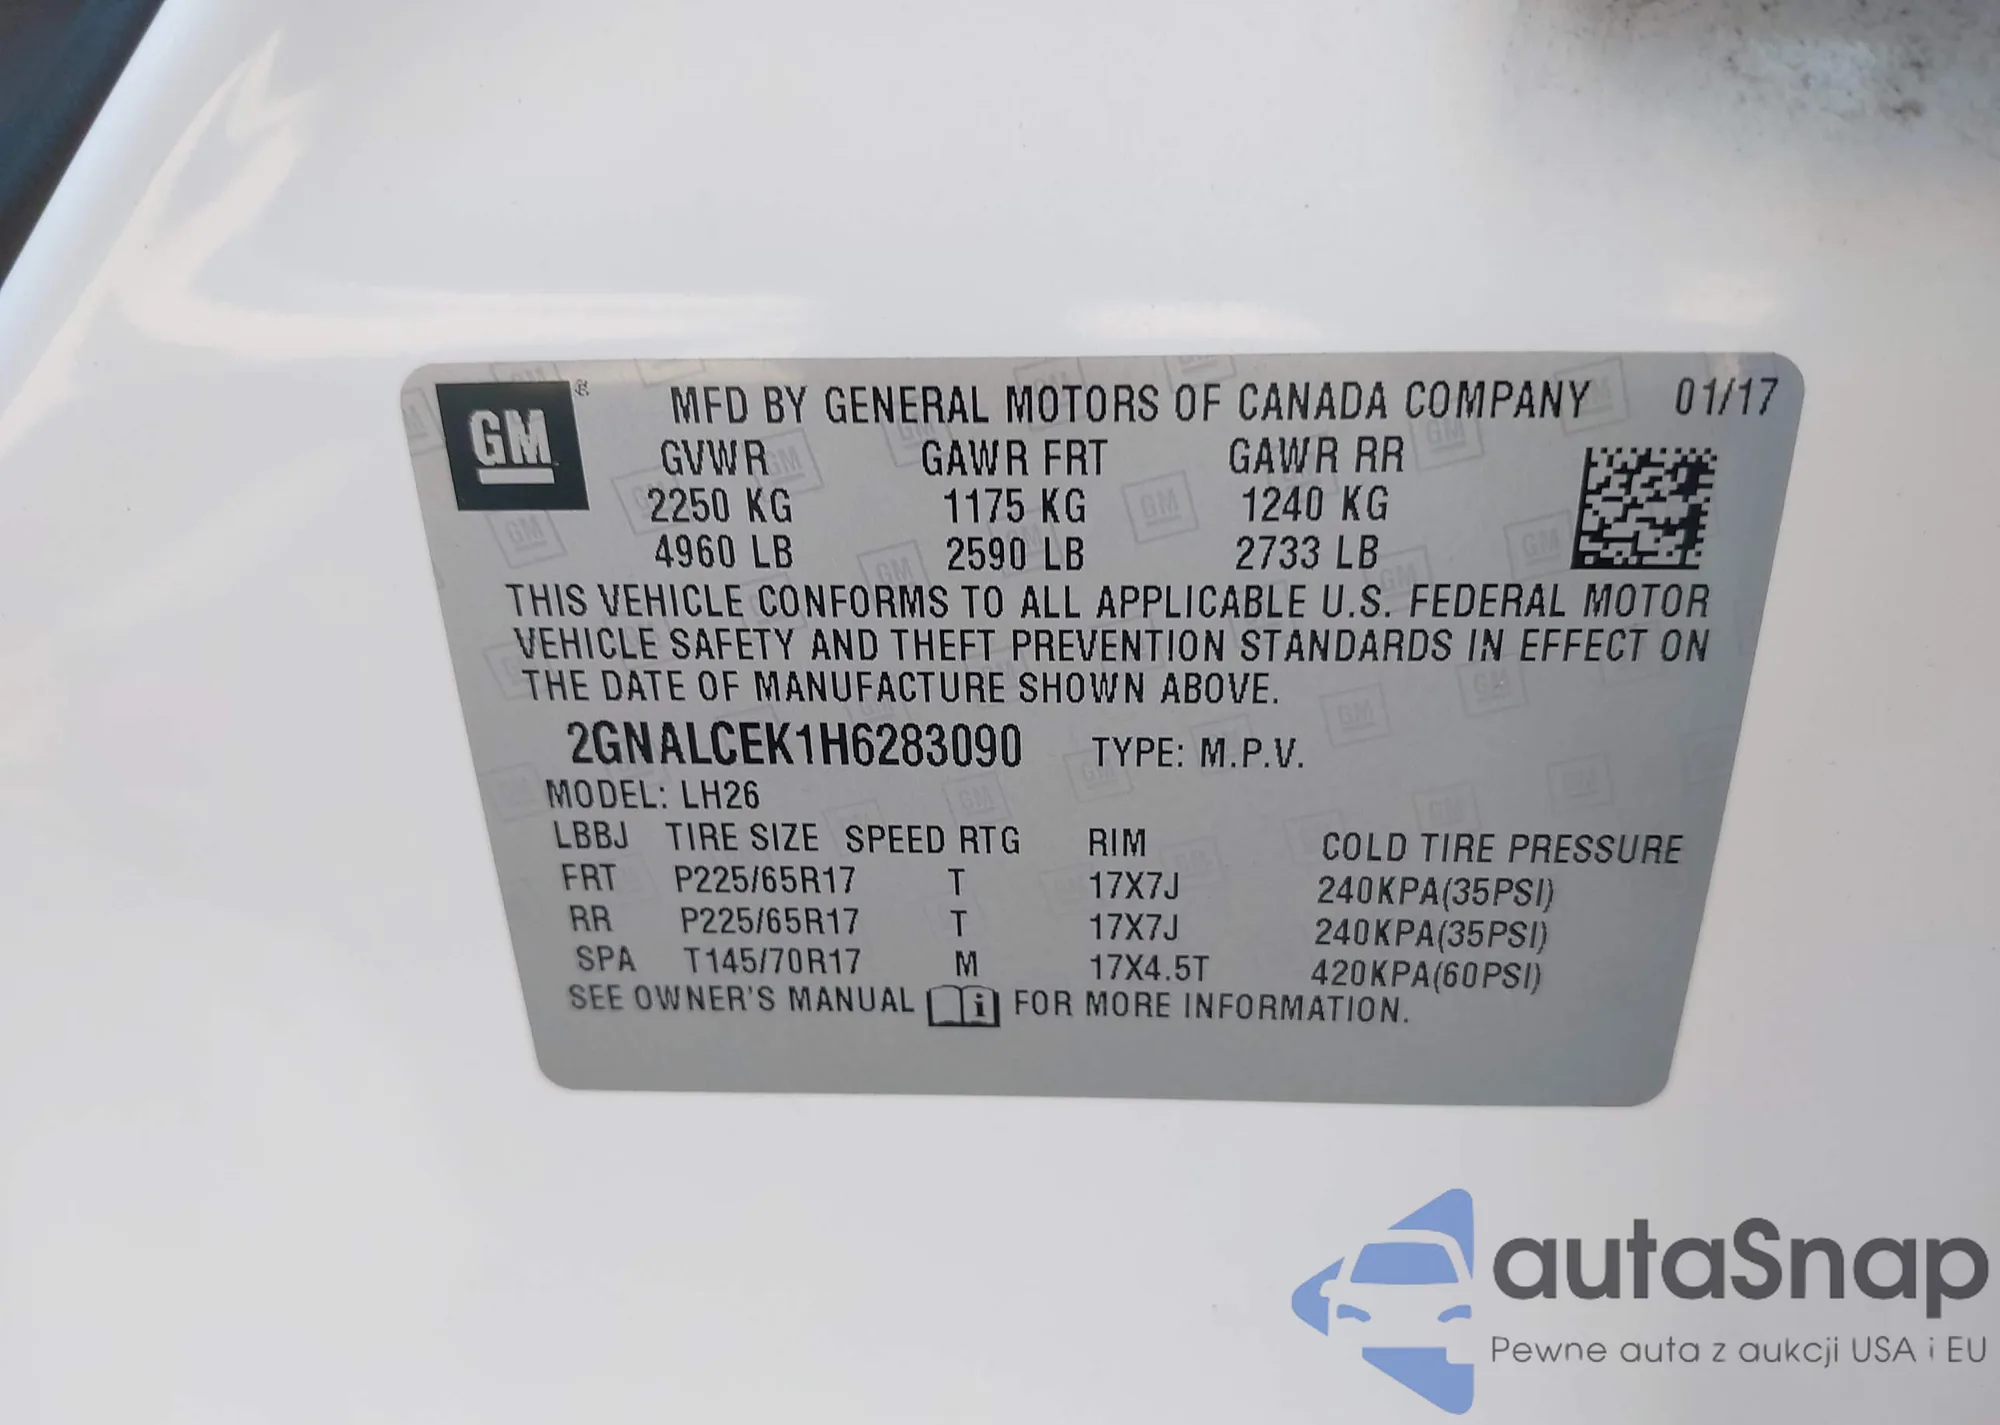 GM
MFD BY GENERAL MOTORS OF CANADA COMPANY 01/17
GVWR GAWR FRT GAWR RR
2250 KG 1175 KG 1240 KG
4960 LB 2590 LB 2733 LB
THIS VEHICLE CONFORMS TO ALL APPLICABLE U.S. FEDERAL MOTOR
VEHICLE SAFETY AND THEFT PREVENTION STANDARDS IN EFFECT ON
THE DATE OF MANUFACTURE SHOWN ABOVE.
2GNALCEK1H6283090 TYPE: M.P.V.
MODEL: LH26
LBBJ TIRE SIZE SPEED RTG RIM COLD TIRE PRESSURE
FRT P225/65R17 T 17X7J 240KPA(35PSI)
RR P225/65R17 T 17X7J 240KPA(35PSI)
SPA T145/70R17 M 17X4.5T 420KPA(60PSI)
SEE OWNER'S MANUAL i FOR MORE INFORMATION.
autaSnap
Pewne auta z aukcji USA i EU